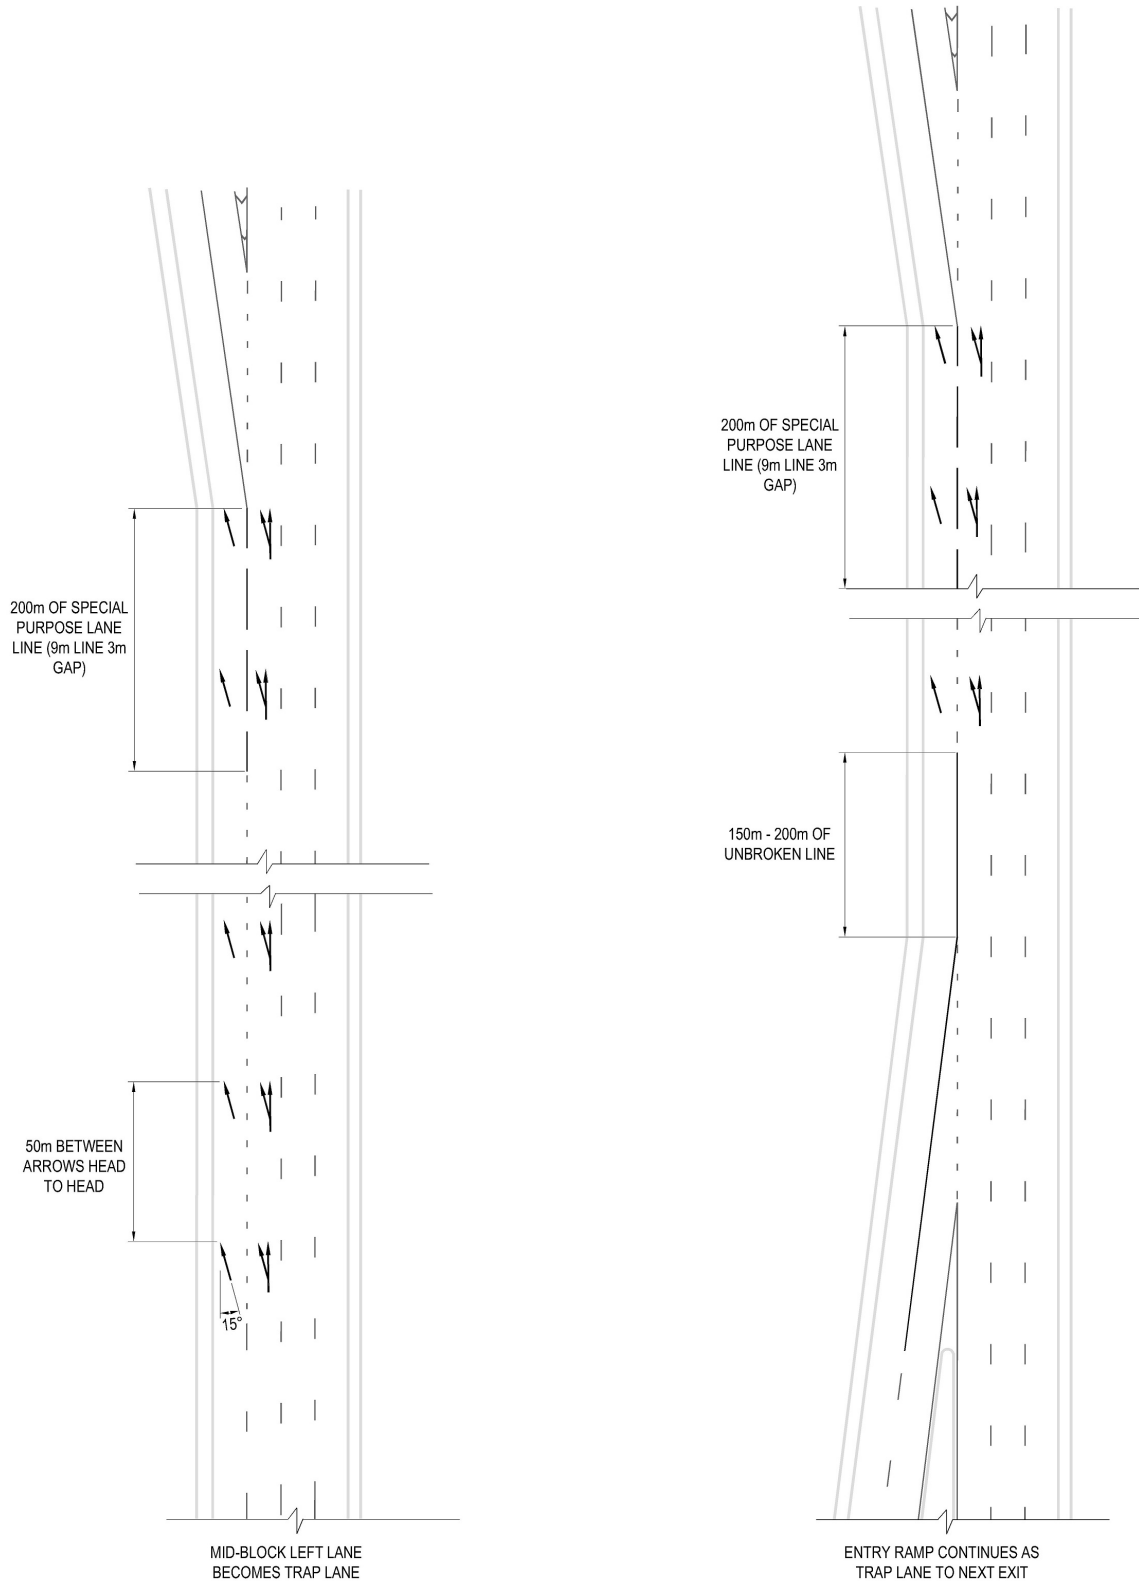 200m OF SPECIAL
PURPOSE LANE
LINE (9m LINE 3m
GAP)
50m BETWEEN
ARROWS HEAD
TO HEAD
15°
MID-BLOCK LEFT LANE
BECOMES TRAP LANE
200m OF SPECIAL
PURPOSE LANE
LINE (9m LINE 3m
GAP)
150m - 200m OF
UNBROKEN LINE
ENTRY RAMP CONTINUES AS
TRAP LANE TO NEXT EXIT